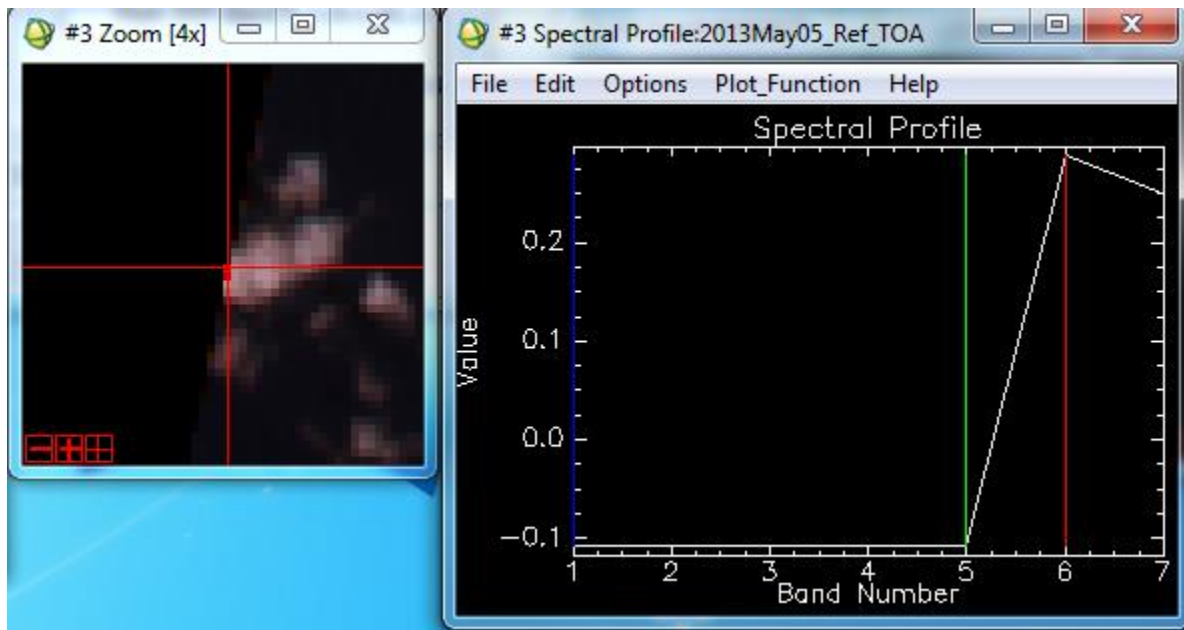 #3 Zoom [4x]
#3 Spectral Profile:2013May05_Ref_TOA
File Edit Options Plot_Function Help
Spectral Profile
0.2
0.1
0.0
-0.1
Value
1 2 3 4 5 6 7
Band Number